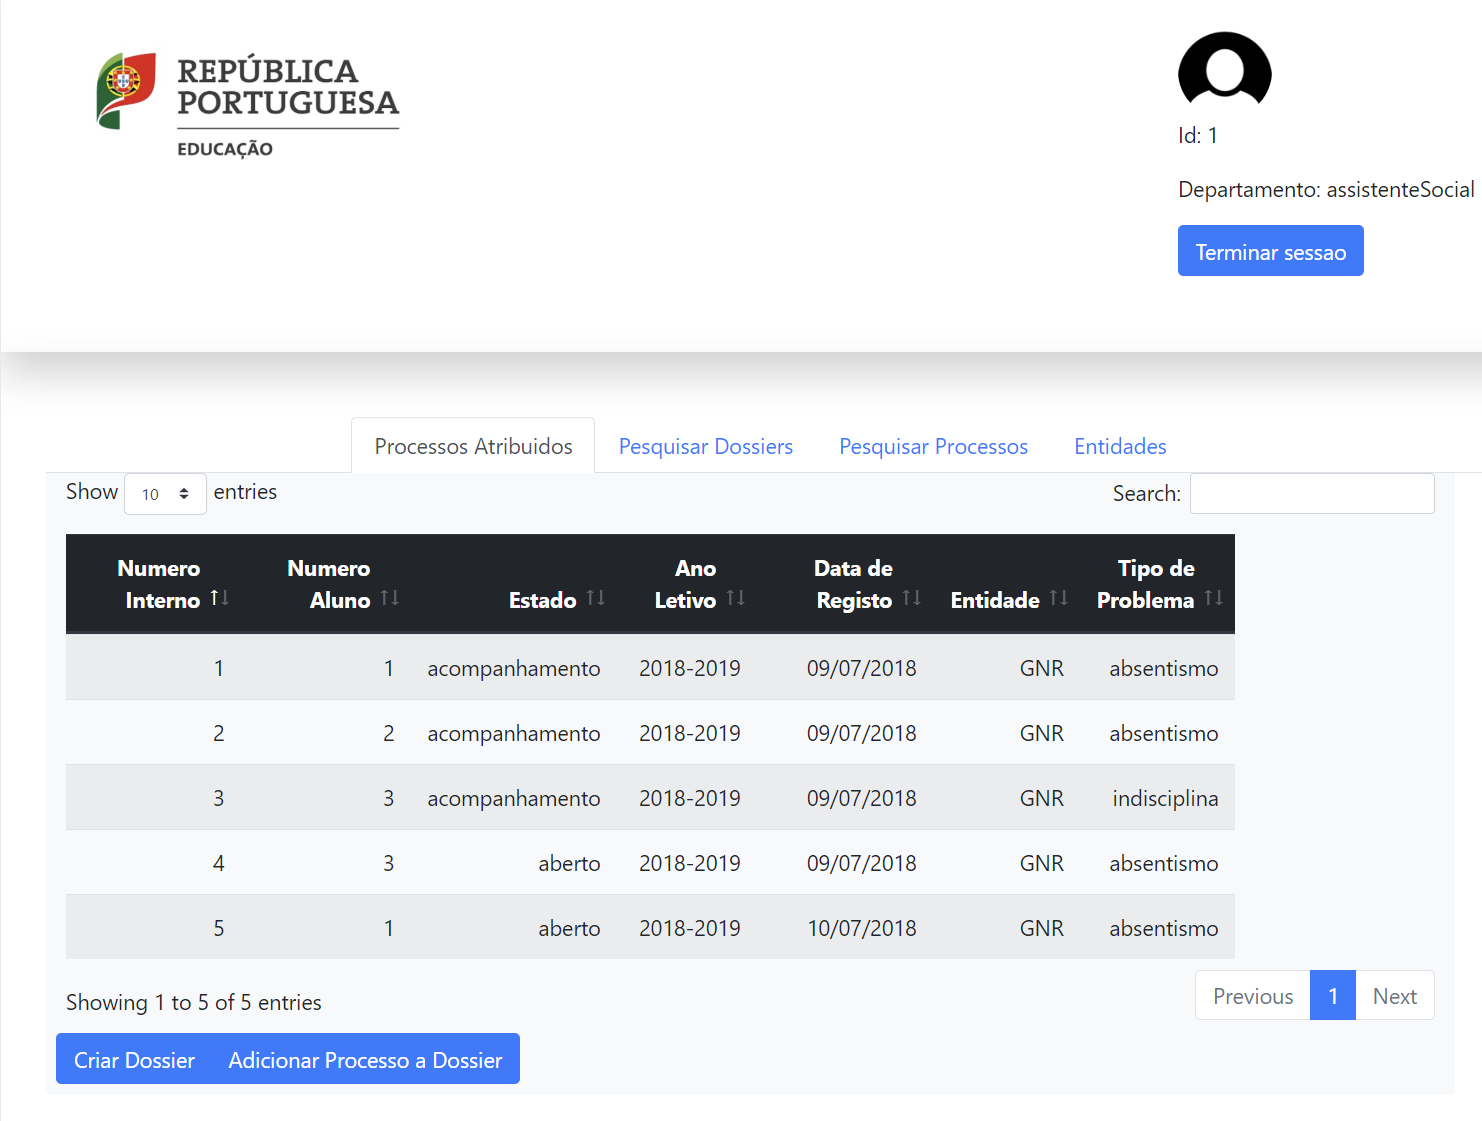 REPÚBLICA
PORTUGUESA
EDUCAÇÃO
Id: 1
Departamento: assistenteSocial
Terminar sessao
Processos Atribuidos Pesquisar Dossiers Pesquisar Processos Entidades
Show 10 entries Search:
Numero Interno Numero Aluno Estado Ano Letivo Data de Registo Entidade Tipo de Problema
1 1 acompanhamento 2018-2019 09/07/2018 GNR absentismo
2 2 acompanhamento 2018-2019 09/07/2018 GNR absentismo
3 3 acompanhamento 2018-2019 09/07/2018 GNR indisciplina
4 3 aberto 2018-2019 09/07/2018 GNR absentismo
5 1 aberto 2018-2019 10/07/2018 GNR absentismo
Showing 1 to 5 of 5 entries Previous 1 Next
Criar Dossier Adicionar Processo a Dossier